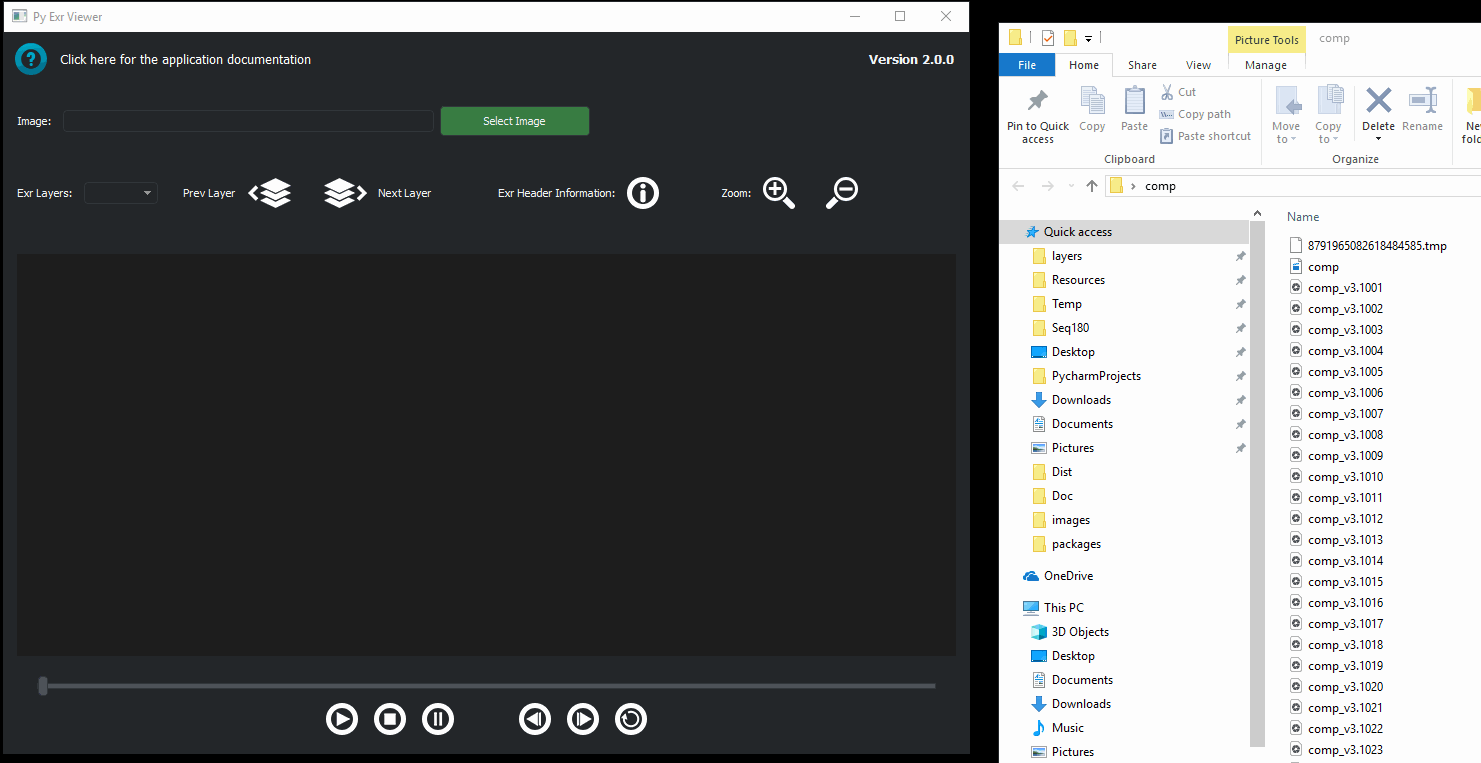 Py Exr Viewer
Click here for the application documentation
Version 2.0.0
Image:
Select Image
Exr Layers:
Prev Layer
Next Layer
Exr Header Information:
Zoom:
Picture Tools
comp
File
Home
Share
View
Manage
Pin to Quick access
Copy
Paste
Cut
Copy path
Paste shortcut
Move to
Copy to
Delete
Rename
New
fol
Clipboard
Organize
comp
Quick access
layers
Resources
Temp
Seq180
Desktop
PycharmProjects
Downloads
Documents
Pictures
Dist
Doc
images
packages
OneDrive
This PC
3D Objects
Desktop
Documents
Downloads
Music
Pictures
Name
8791965082618484585.tmp
comp
comp_v3.1001
comp_v3.1002
comp_v3.1003
comp_v3.1004
comp_v3.1005
comp_v3.1006
comp_v3.1007
comp_v3.1008
comp_v3.1009
comp_v3.1010
comp_v3.1011
comp_v3.1012
comp_v3.1013
comp_v3.1014
comp_v3.1015
comp_v3.1016
comp_v3.1017
comp_v3.1018
comp_v3.1019
comp_v3.1020
comp_v3.1021
comp_v3.1022
comp_v3.1023